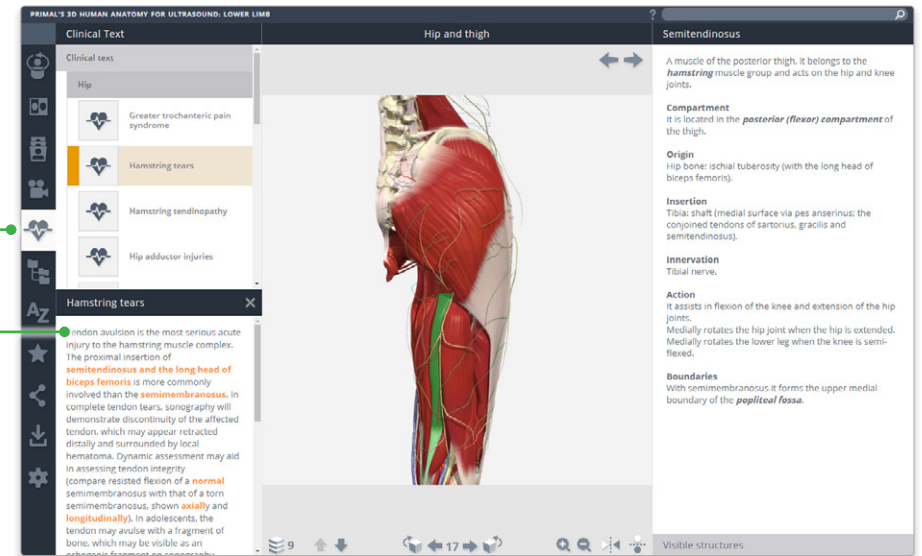 PRIMAL'S 3D HUMAN ANATOMY FOR ULTRASOUND: LOWER LIMB
?
Clinical Text
Hip and thigh
Semitendinosus
Clinical text
Hip
Greater trochanteric pain
syndrome
Hamstring tears
Hamstring tendinopathy
Hip adductor injuries
AZ
Hamstring tears
Tendon avulsion is the most serious acute
injury to the hamstring muscle complex.
The proximal insertion of
semitendinosus and the long head of
biceps femoris is more commonly
involved than the semimembranosus. In
complete tendon tears, sonography will
demonstrate discontinuity of the affected
tendon, which may appear retracted
distally and surrounded by local
hematoma. Dynamic assessment may aid
in assessing tendon integrity
(compare resisted flexion of a normal
semimembranosus with that of a torn
semimembranosus, shown axially and
longitudinally). In adolescents, the
tendon may avulse with a fragment of
bone, which may be visible as an
echogenic fragment on sonography
9
17
A muscle of the posterior thigh, it belongs to the
hamstring muscle group and acts on the hip and knee
joints.
Compartment
It is located in the posterior (flexor) compartment of
the thigh.
Origin
Hip bone: ischial tuberosity (with the long head of
biceps femoris).
Insertion
Tibia: shaft (medial surface via pes anserinus; the
conjoined tendons of sartorius, gracilis and
semitendinosus).
Innervation
Tibial nerve.
Action
It assists in flexion of the knee and extension of the hip
joints.
Medially rotates the hip joint when the hip is extended.
Medially rotates the lower leg when the knee is semi-
flexed.
Boundaries
With semimembranosus it forms the upper medial
boundary of the popliteal fossa.
Visible structures